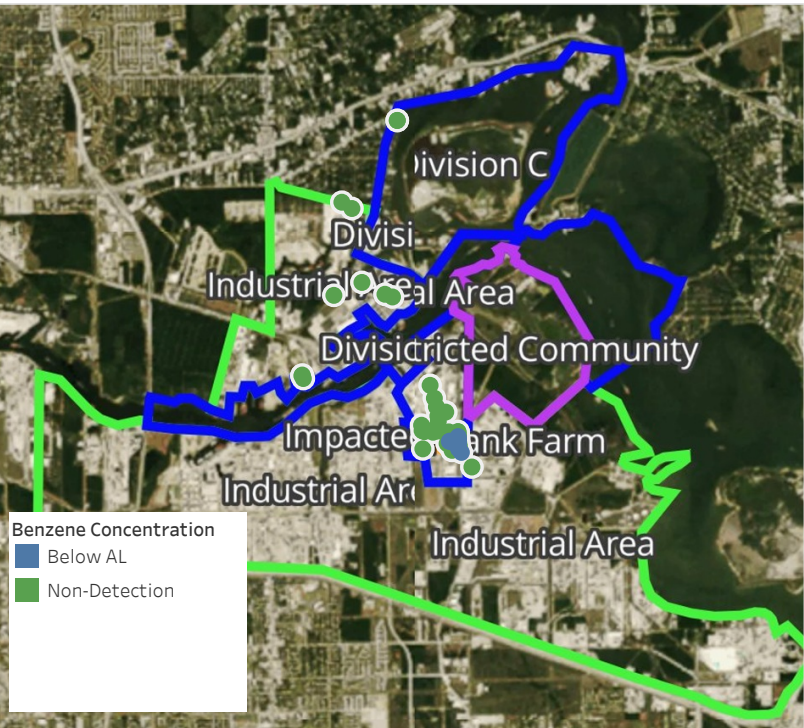 Division C
Divisi
Industrial Area
al Area
Divisi
tricted Community
Impacte
ank Farm
Industrial Are
Industrial Area
Benzene Concentration
Below AL
Non-Detection